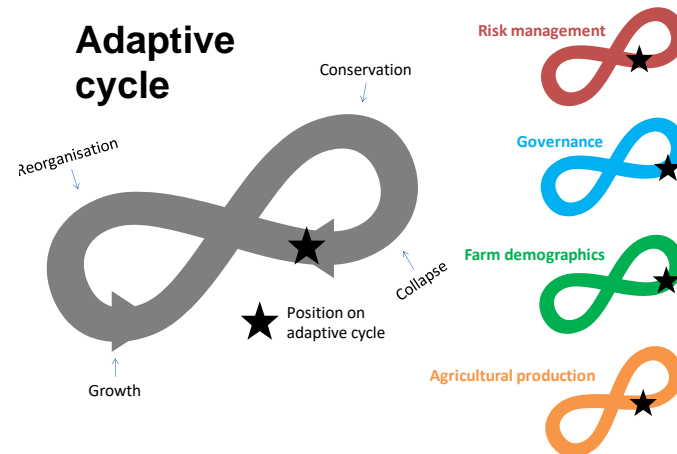 Adaptive
cycle
Conservation
Reorganisation
Collapse
Position on
adaptive cycle
Growth
Risk management
Governance
Farm demographics
Agricultural production